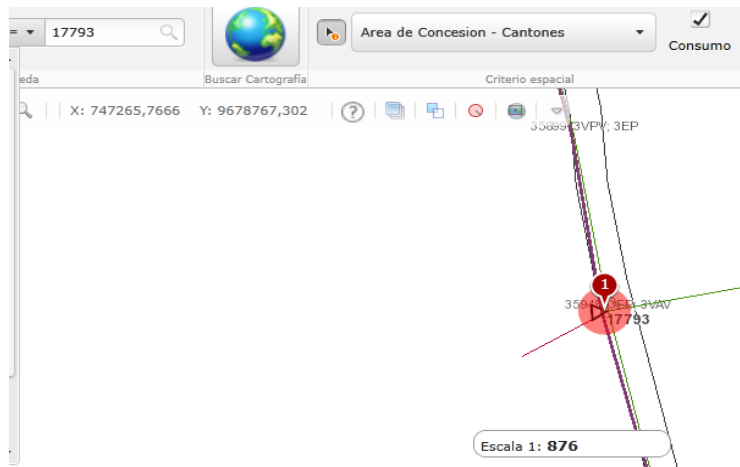 = 17793
Area de Concesion - Cantones
Consumo
eda
Buscar Cartografía
Criterio espacial
X: 747265,7666 Y: 9678767,302
3VPV; 3EP
1
3VAV
17793
Escala 1: 876